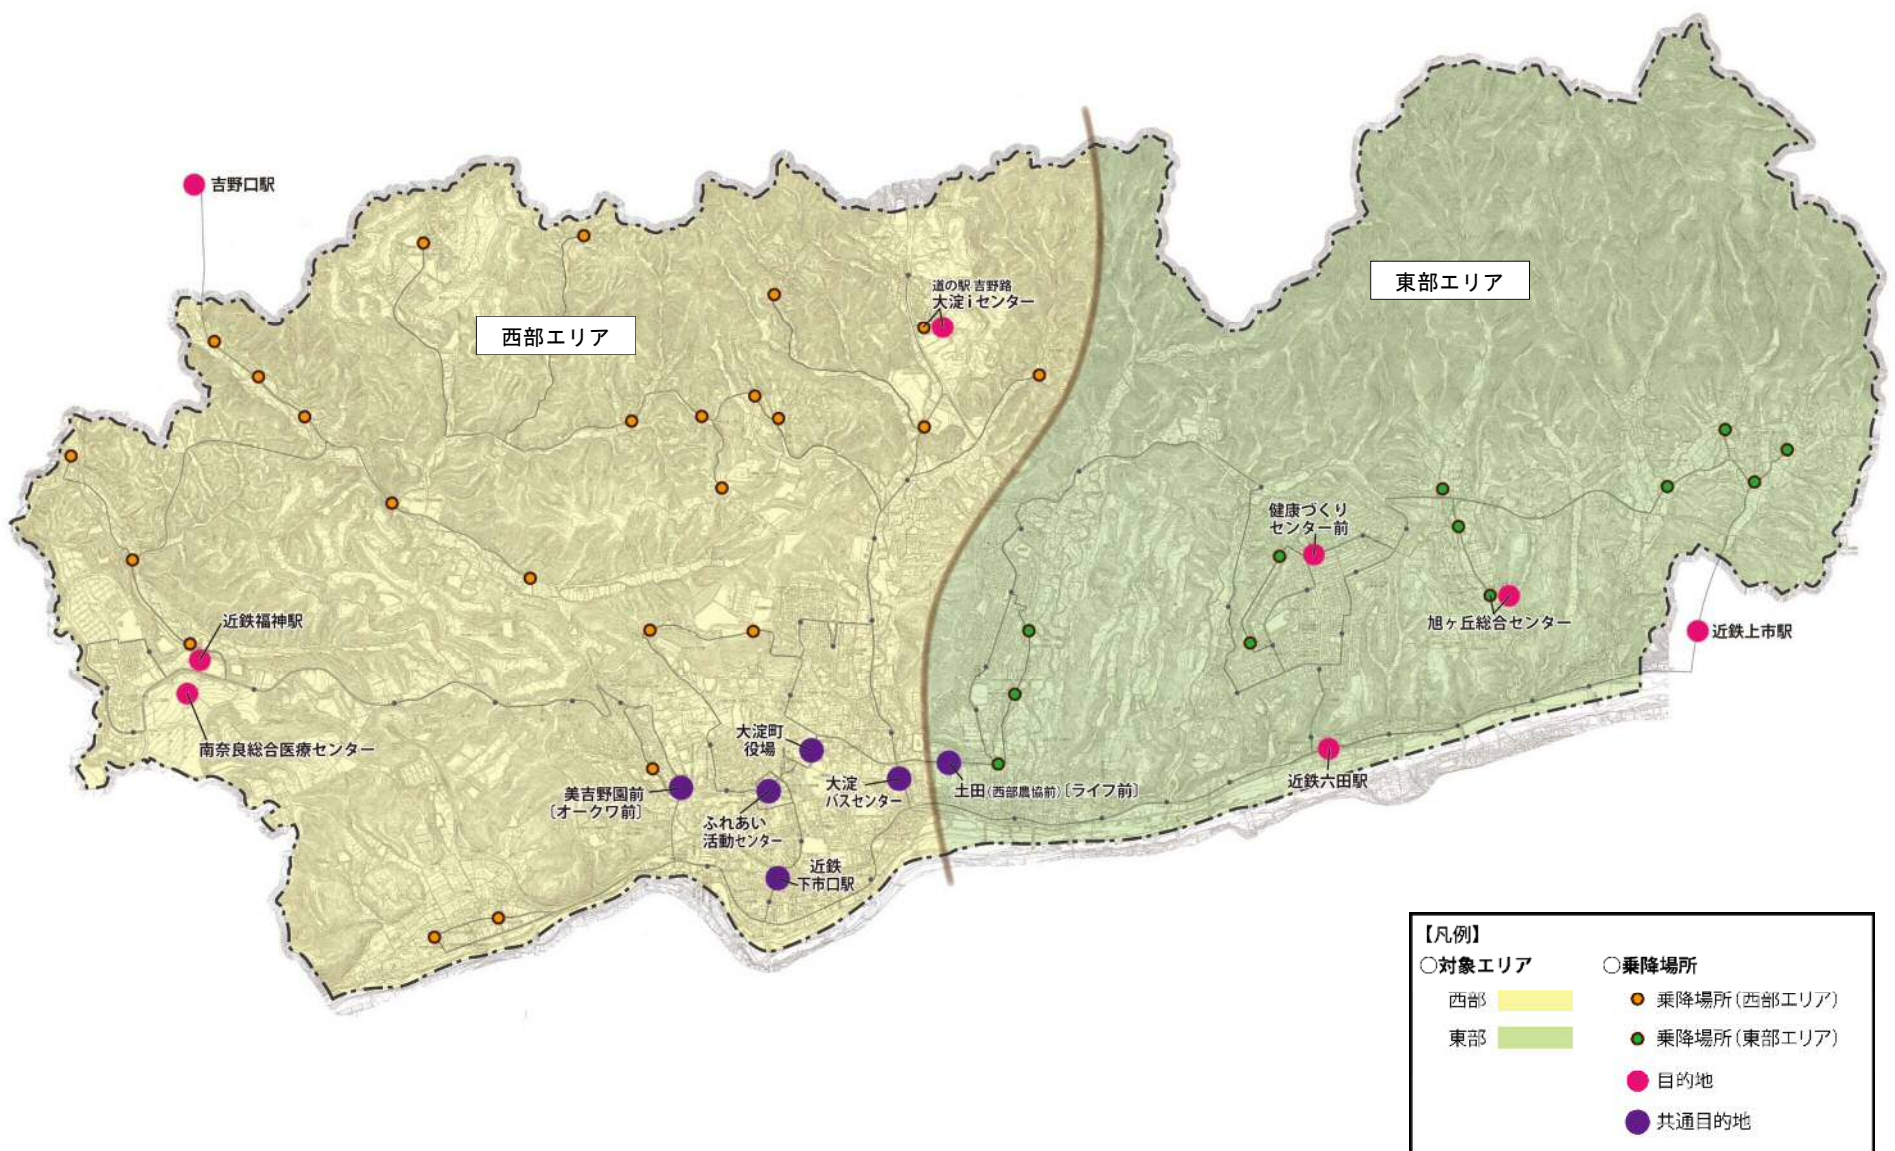 吉野口駅
道の駅 吉野路
大淀iセンター
東部エリア
西部エリア
健康づくり
センター前
旭ヶ丘総合センター
近鉄上市駅
近鉄福神駅
南奈良総合医療センター
大淀町
役場
大淀
バスセンター
土田(西部農協前)〔ライフ前〕
近鉄六田駅
美吉野園前
〔オークワ前〕
ふれあい
活動センター
近鉄
下市口駅
【凡例】
○対象エリア
西部
東部
○乗降場所
乗降場所(西部エリア)
乗降場所(東部エリア)
目的地
共通目的地